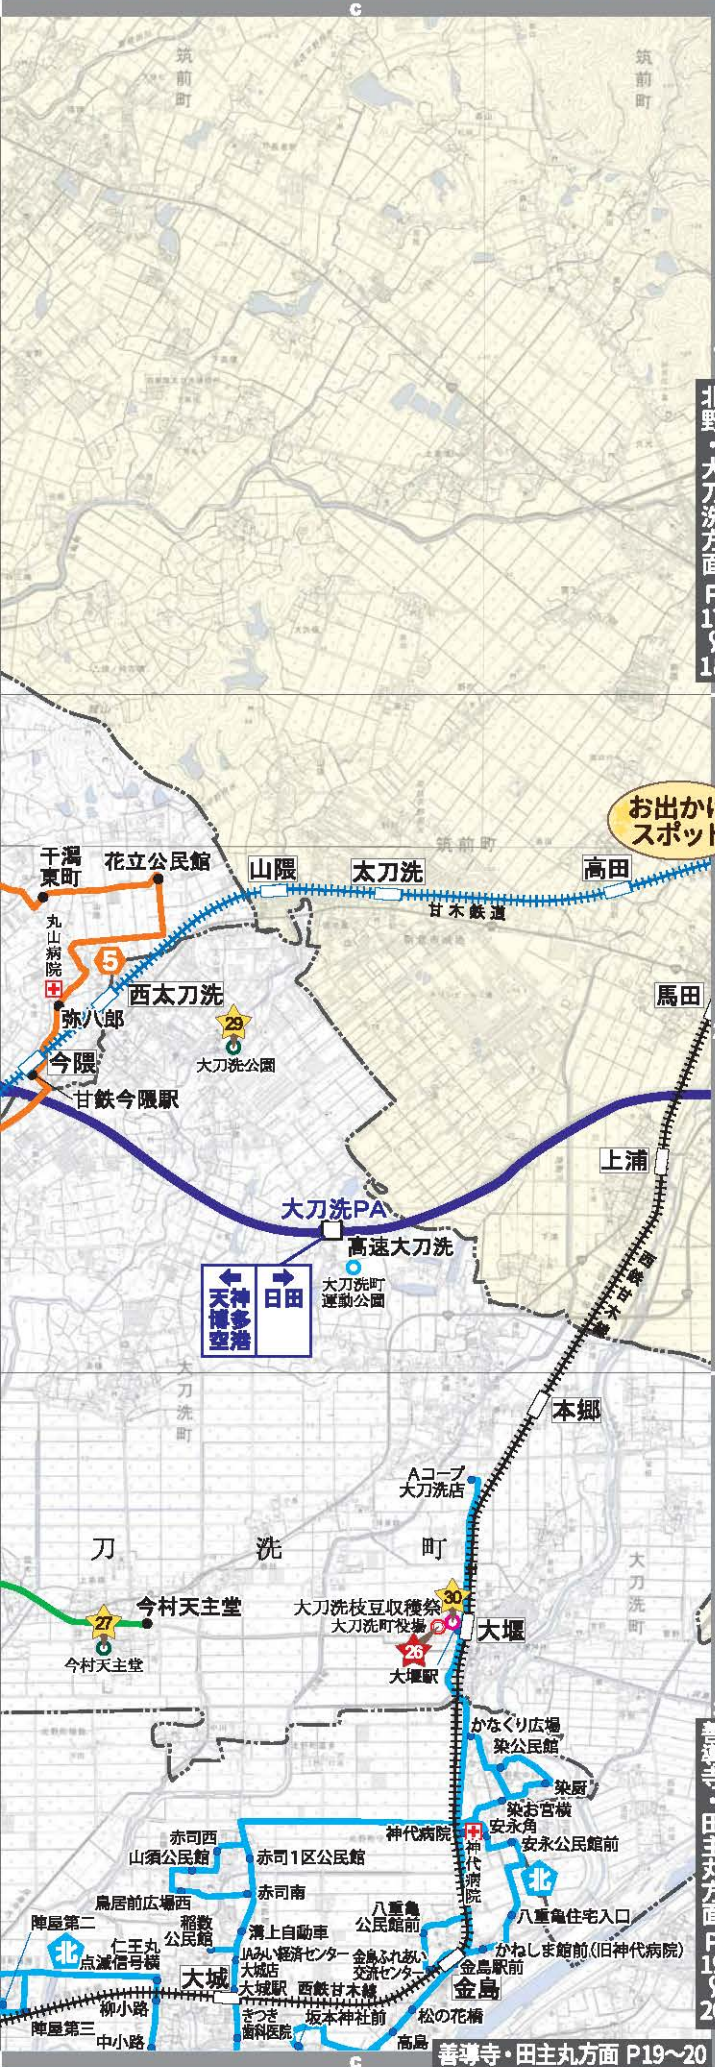 C
筑前町
筑前町
北野・大刀洗方面
筑前町
お出かけ
スポット
干潟
東町
花立公民館
山隈
太刀洗
高田
甘木鉄道
丸山病院
5
西太刀洗
弥八郎
29
大刀洗公園
馬田
今隈
甘鉄今隈駅
上浦
大刀洗PA
高速大刀洗
← →
天神
博多
空港
日田
大刀洗町
運動公園
西鉄甘木線
大刀洗町
本郷
Aコープ
大刀洗店
刀 洗 町
大刀洗町
27
今村天主堂
今村天主堂
30
大刀洗枝豆収穫祭
大刀洗町役場
26
大堰
大堰駅
かなくり広場
染公民館
染厨
染お宮横
神代病院
安永角
神代病院
安永公民館前
北
赤司西
山須公民館
赤司1区公民館
鳥居前広場西
赤司南
八重亀
公民館前
八重亀住宅入口
陣屋第二
北
稲数
公民館
溝上自動車
仁王丸
点滅信号横
JAみい経済センター
大城店
金島ふれあい
交流センター
かねしま館前(旧神代病院)
金島駅前
大城
大城駅
西鉄甘木線
金島
柳小路
きつき
歯科医院
坂本神社前
松の花橋
陣屋第三
中小路
高島
善導寺・田主丸方面
善導寺・田主丸方面 P19～20
C